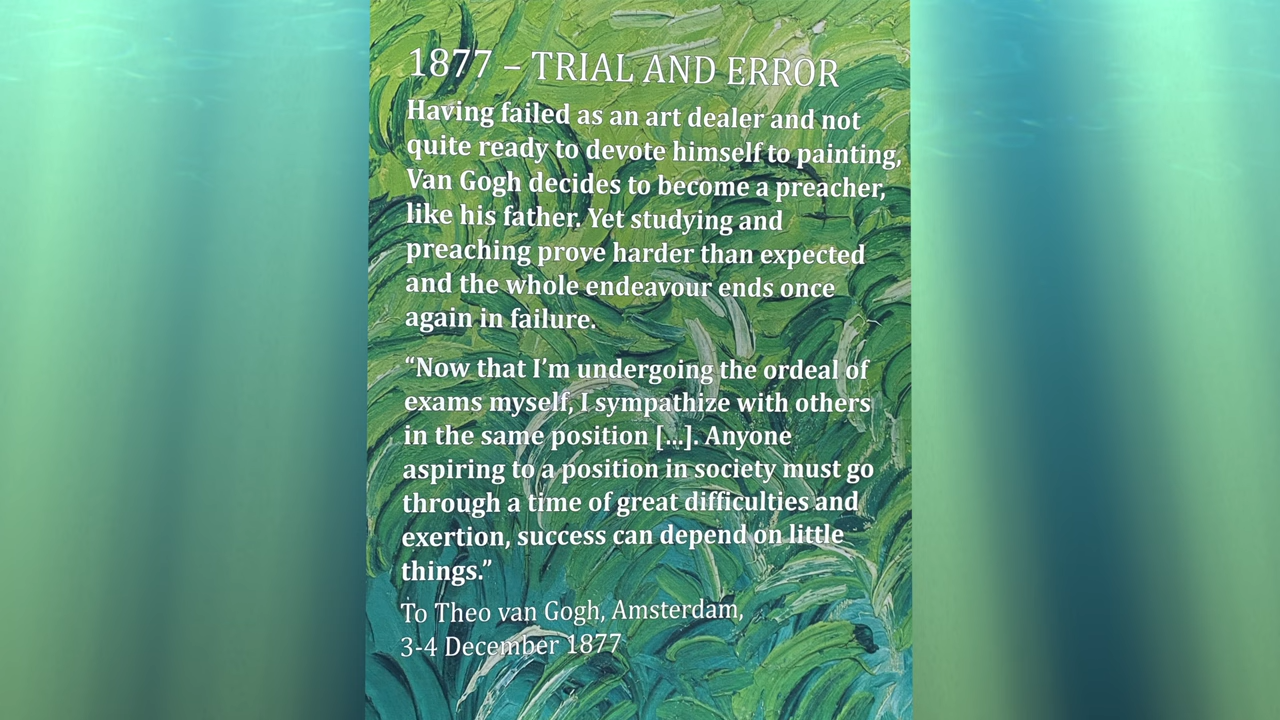 1877 – TRIAL AND ERROR
Having failed as an art dealer and not
quite ready to devote himself to painting,
Van Gogh decides to become a preacher,
like his father. Yet studying and
preaching prove harder than expected
and the whole endeavour ends once
again in failure.
“Now that I’m undergoing the ordeal of
exams myself, I sympathize with others
in the same position [...]. Anyone
aspiring to a position in society must go
through a time of great difficulties and
exertion, success can depend on little
things.”
To Theo van Gogh, Amsterdam,
3-4 December 1877